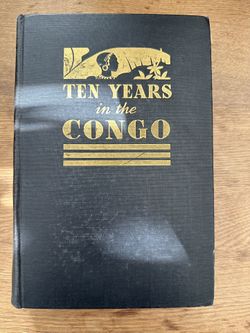 TEN YEARS
in the
CONGO